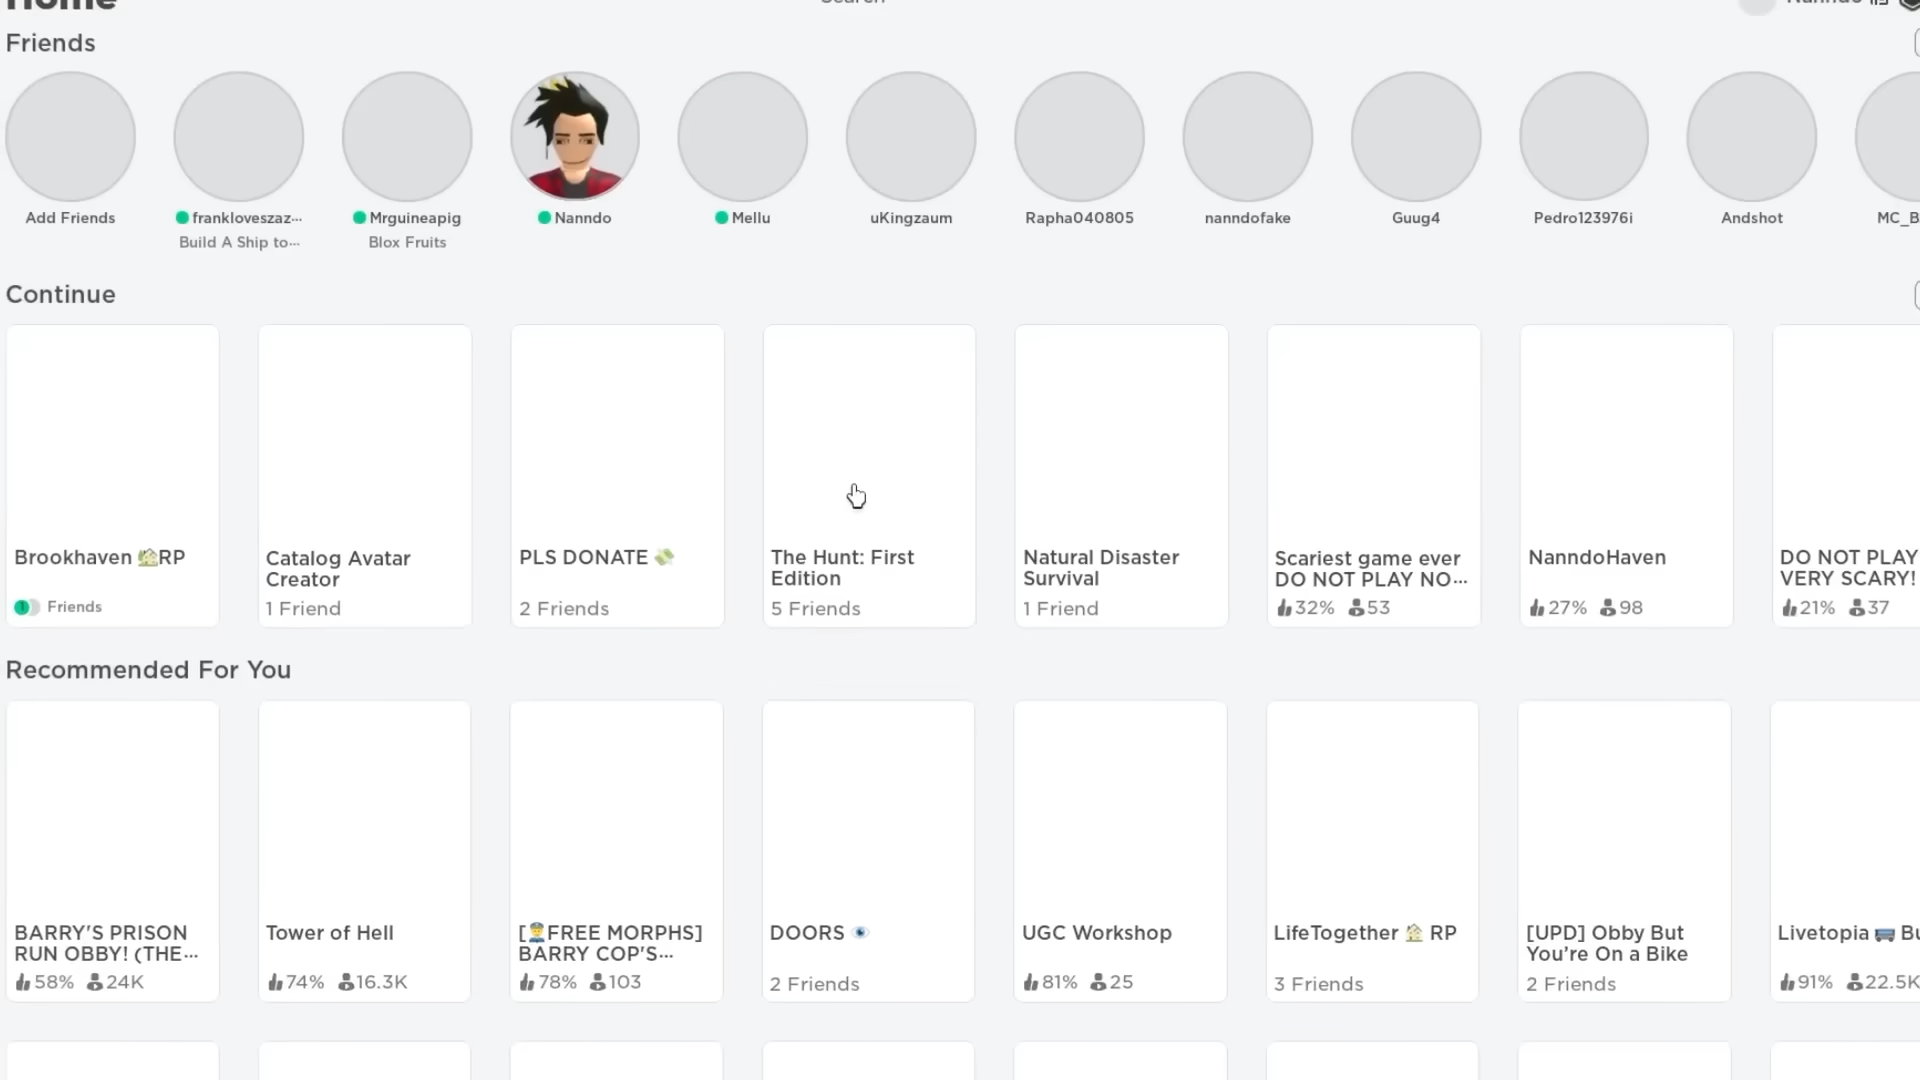 Home
Search
Nanndo
Friends
Add Friends
frankloveszaz...
Build A Ship to...
Mrguineapig
Blox Fruits
Nanndo
Mellu
uKingzaum
Rapha040805
nanndofake
Guug4
Pedro123976i
Andshot
MC_B
Continue
Brookhaven 🏡RP
Friends
Catalog Avatar
Creator
1 Friend
PLS DONATE 💸
2 Friends
The Hunt: First
Edition
5 Friends
Natural Disaster
Survival
1 Friend
Scariest game ever
DO NOT PLAY NO...
32% 53
NanndoHaven
27% 98
DO NOT PLAY
VERY SCARY!
21% 37
Recommended For You
BARRY'S PRISON
RUN OBBY! (THE...
58% 24K
Tower of Hell
74% 16.3K
[👮FREE MORPHS]
BARRY COP'S...
78% 103
DOORS 👁️
2 Friends
UGC Workshop
81% 25
LifeTogether 🏠 RP
3 Friends
[UPD] Obby But
You're On a Bike
2 Friends
Livetopia 🚌 Bu
91% 22.5K